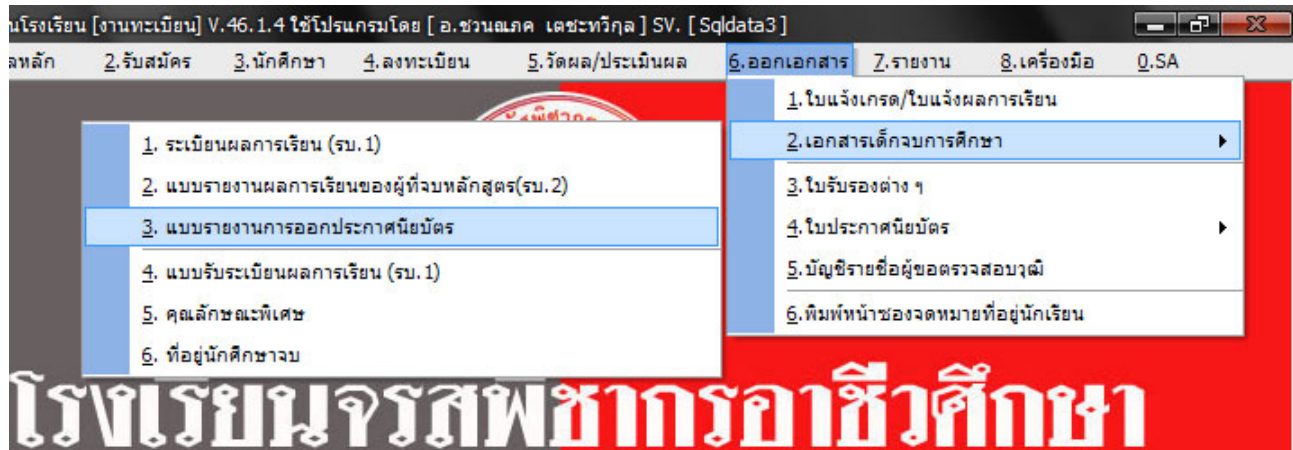 นโรงเรียน [งานทะเบียน] V.46.1.4 ใช้โปรแกรมโดย [ อ.ชวนณภค เตชะทวีกุล ] SV. [ Sqldata3 ]
ลหลัก 2.รับสมัคร 3.นักศึกษา 4.ลงทะเบียน 5.วัดผล/ประเมินผล 6.ออกเอกสาร 7.รายงาน 8.เครื่องมือ 0.SA
1.ใบแจ้งเกรด/ใบแจ้งผลการเรียน
2.เอกสารเด็กจบการศึกษา
3.ใบรับรองต่าง ๆ
4.ใบประกาศนียบัตร
5.บัญชีรายชื่อผู้ขอตรวจสอบวุฒิ
6.พิมพ์หน้าซองจดหมายที่อยู่นักเรียน
1. ระเบียนผลการเรียน (รบ.1)
2. แบบรายงานผลการเรียนของผู้ที่จบหลักสูตร(รบ.2)
3. แบบรายงานการออกประกาศนียบัตร
4. แบบรับระเบียนผลการเรียน (รบ.1)
5. คุณลักษณะพิเศษ
6. ที่อยู่นักศึกษาจบ
โรงเรียนจรสพิชากรอาชีวศึกษา